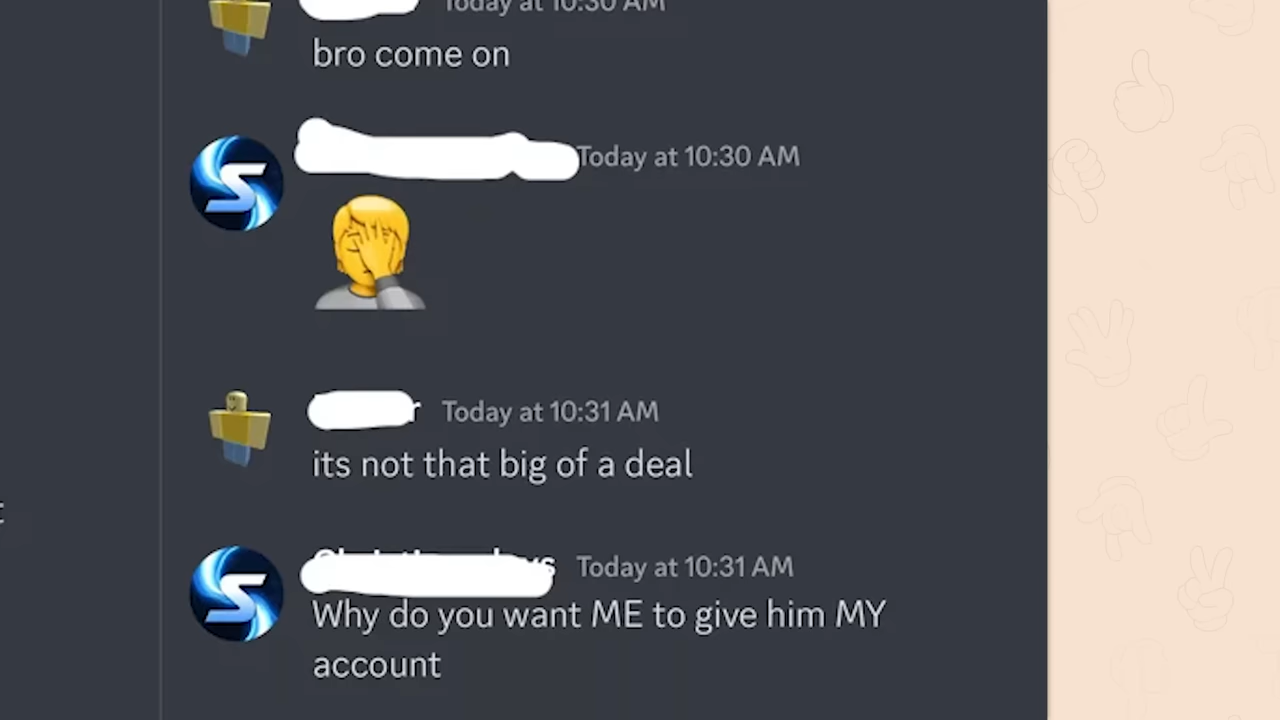 Today at 10:30 AM
bro come on
Today at 10:30 AM
S
Today at 10:31 AM
its not that big of a deal
S
Today at 10:31 AM
Why do you want ME to give him MY
account